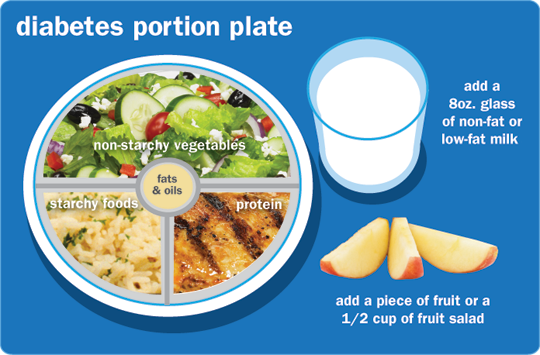 diabetes portion plate
non-starchy vegetables
fats
& oils
starchy foods
protein
add a
8oz. glass
of non-fat or
low-fat milk
add a piece of fruit or a
1/2 cup of fruit salad